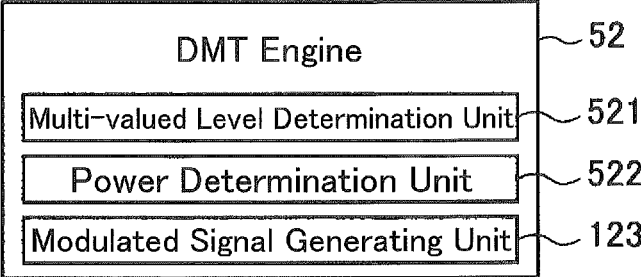 DMT Engine 52
Multi-valued Level Determination Unit 521
Power Determination Unit 522
Modulated Signal Generating Unit 123